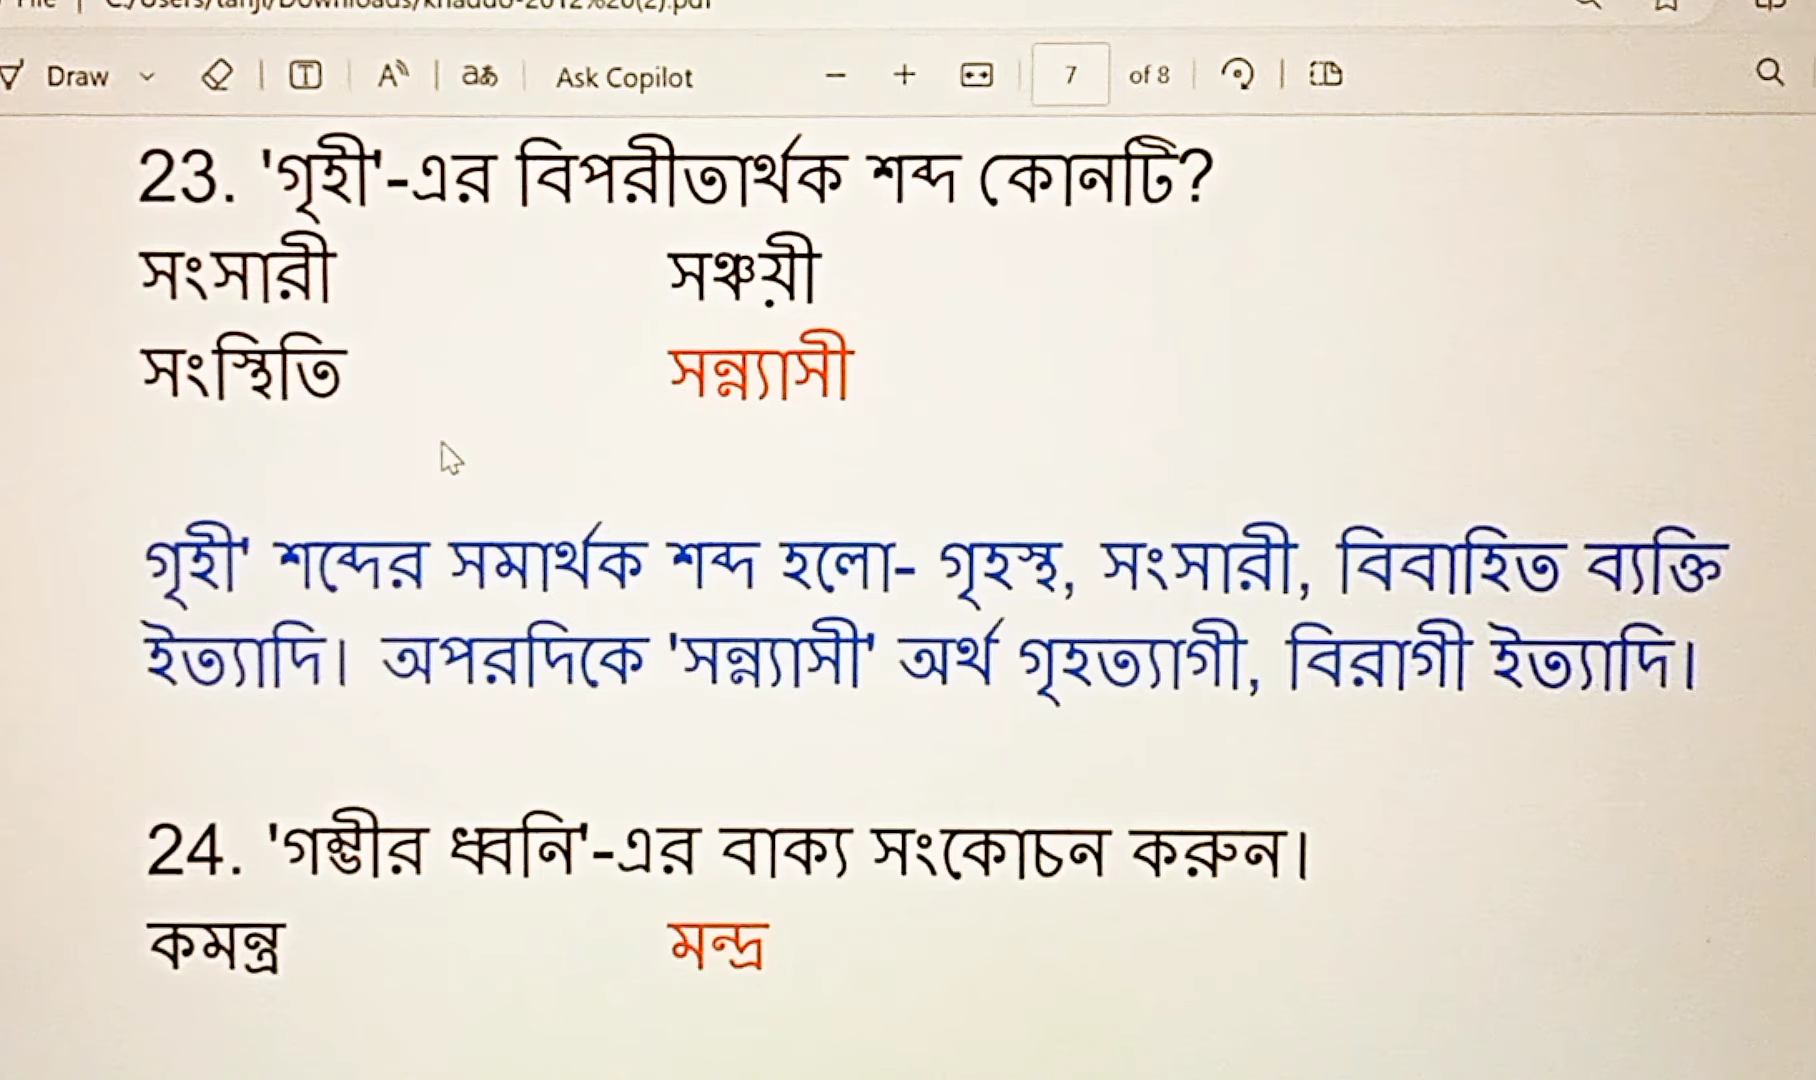 Draw Ask Copilot 7 of 8
23. 'গৃহী'-এর বিপরীতার্থক শব্দ কোনটি?
সংসারী সঞ্চয়ী
সংস্থিতি সন্ন্যাসী
গৃহী' শব্দের সমার্থক শব্দ হলো- গৃহস্থ, সংসারী, বিবাহিত ব্যক্তি
ইত্যাদি। অপরদিকে 'সন্ন্যাসী' অর্থ গৃহত্যাগী, বিরাগী ইত্যাদি।
24. 'গম্ভীর ধ্বনি'-এর বাক্য সংকোচন করুন।
কমন্ত্র মন্দ্র